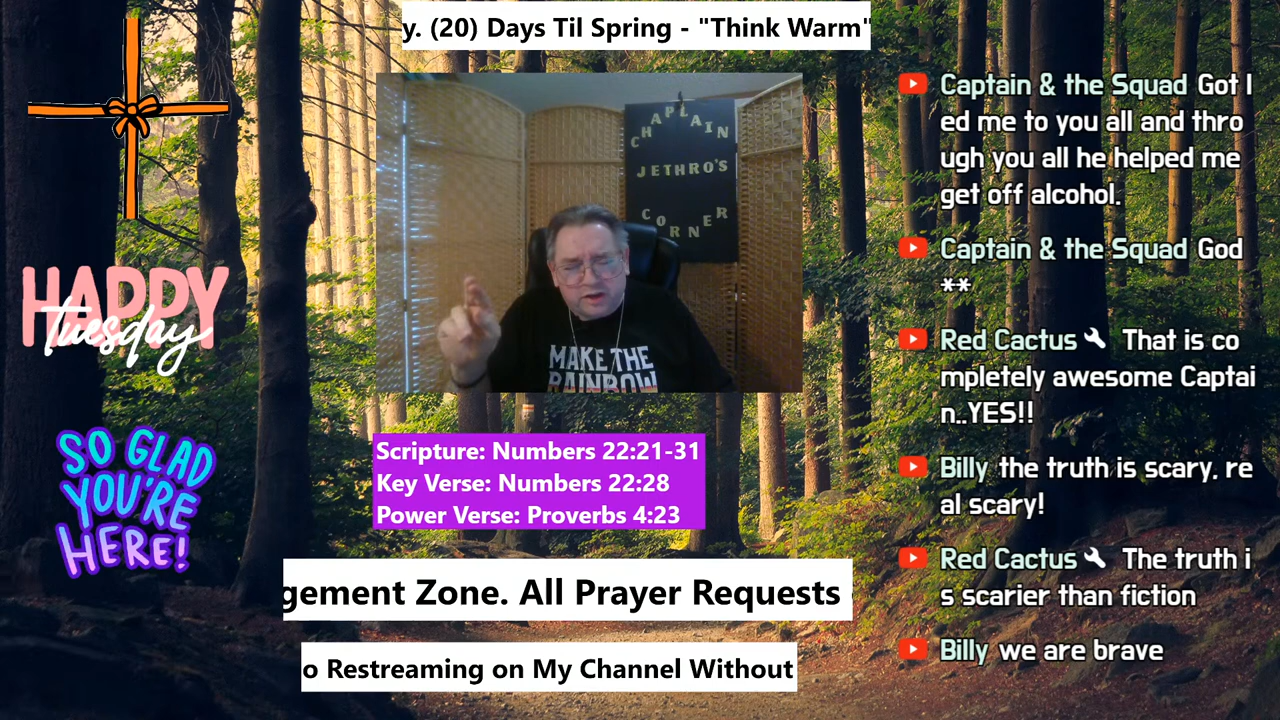 y. (20) Days Til Spring - "Think Warm"
CHAPLAIN
JETHRO'S
CORNER
MAKE THE
RAINBOW
HAPPY
Tuesday
SO GLAD
YOU'RE
HERE!
Scripture: Numbers 22:21-31
Key Verse: Numbers 22:28
Power Verse: Proverbs 4:23
gement Zone. All Prayer Requests
o Restreaming on My Channel Without
Captain & the Squad Got l
ed me to you all and thro
ugh you all he helped me
get off alcohol.
Captain & the Squad God
**
Red Cactus That is co
mpletely awesome Captai
n..YES!!
Billy the truth is scary, re
al scary!
Red Cactus The truth i
s scarier than fiction
Billy we are brave